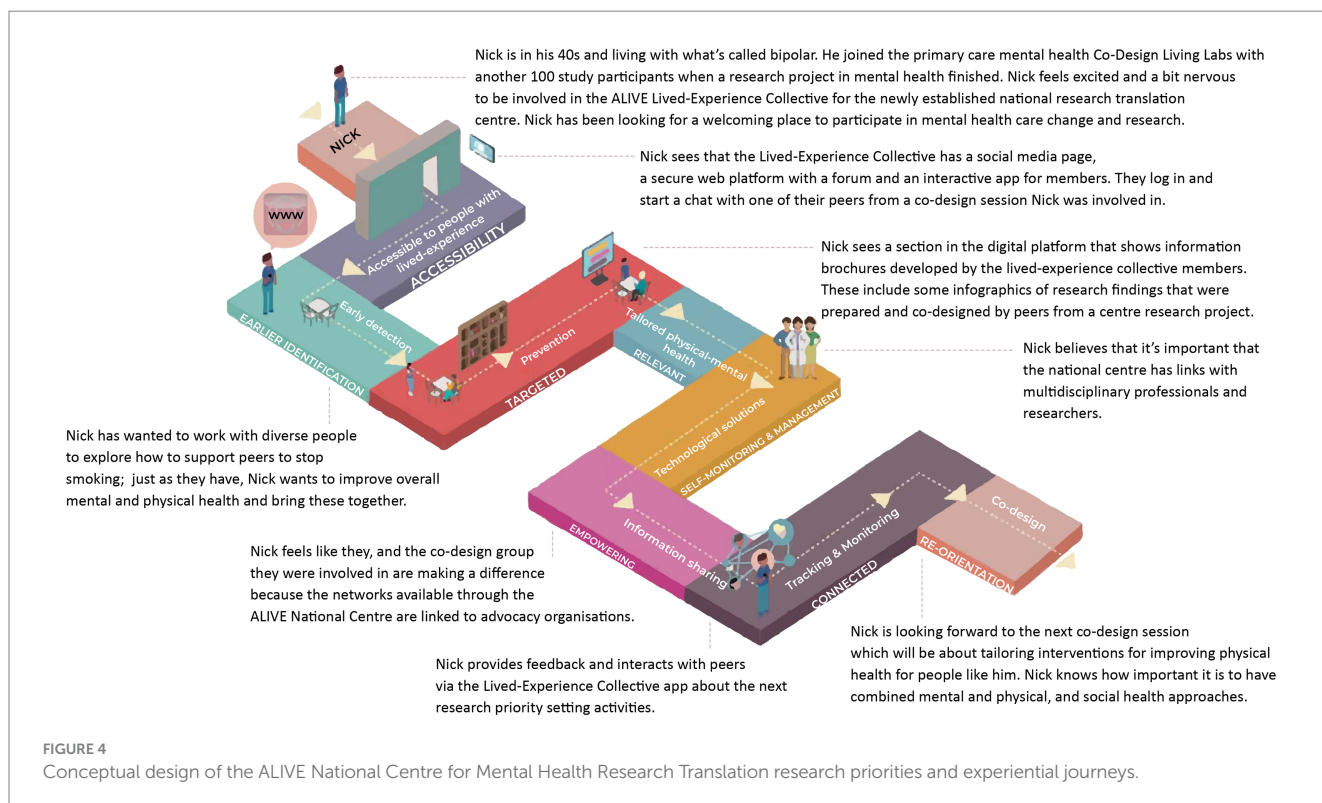 Nick is in his 40s and living with what's called bipolar. He joined the primary care mental health Co-Design Living Labs with
another 100 study participants when a research project in mental health finished. Nick feels excited and a bit nervous
to be involved in the ALIVE Lived-Experience Collective for the newly established national research translation
centre. Nick has been looking for a welcoming place to participate in mental health care change and research.
NICK
Nick sees that the Lived-Experience Collective has a social media page,
a secure web platform with a forum and an interactive app for members. They log in and
start a chat with one of their peers from a co-design session Nick was involved in.
www
Accessible to people with
lived-experience
ACCESSIBILITY
Nick sees a section in the digital platform that shows information
brochures developed by the lived-experience collective members.
These include some infographics of research findings that were
prepared and co-designed by peers from a centre research project.
Early detection
EARLIER IDENTIFICATION
Prevention
TARGETED
Tailored physical-mental
health
RELEVANT
Nick believes that it's important that
the national centre has links with
multidisciplinary professionals and
researchers.
Technological solutions
SELF-MONITORING & MANAGEMENT
Nick has wanted to work with diverse people
to explore how to support peers to stop
smoking; just as they have, Nick wants to improve overall
mental and physical health and bring these together.
Information sharing
EMPOWERING
Tracking & Monitoring
CONNECTED
Co-design
RE-ORIENTATION
Nick feels like they, and the co-design group
they were involved in are making a difference
because the networks available through the
ALIVE National Centre are linked to advocacy organisations.
Nick provides feedback and interacts with peers
via the Lived-Experience Collective app about the next
research priority setting activities.
Nick is looking forward to the next co-design session
which will be about tailoring interventions for improving physical
health for people like him. Nick knows how important it is to have
combined mental and physical, and social health approaches.
FIGURE 4
Conceptual design of the ALIVE National Centre for Mental Health Research Translation research priorities and experiential journeys.